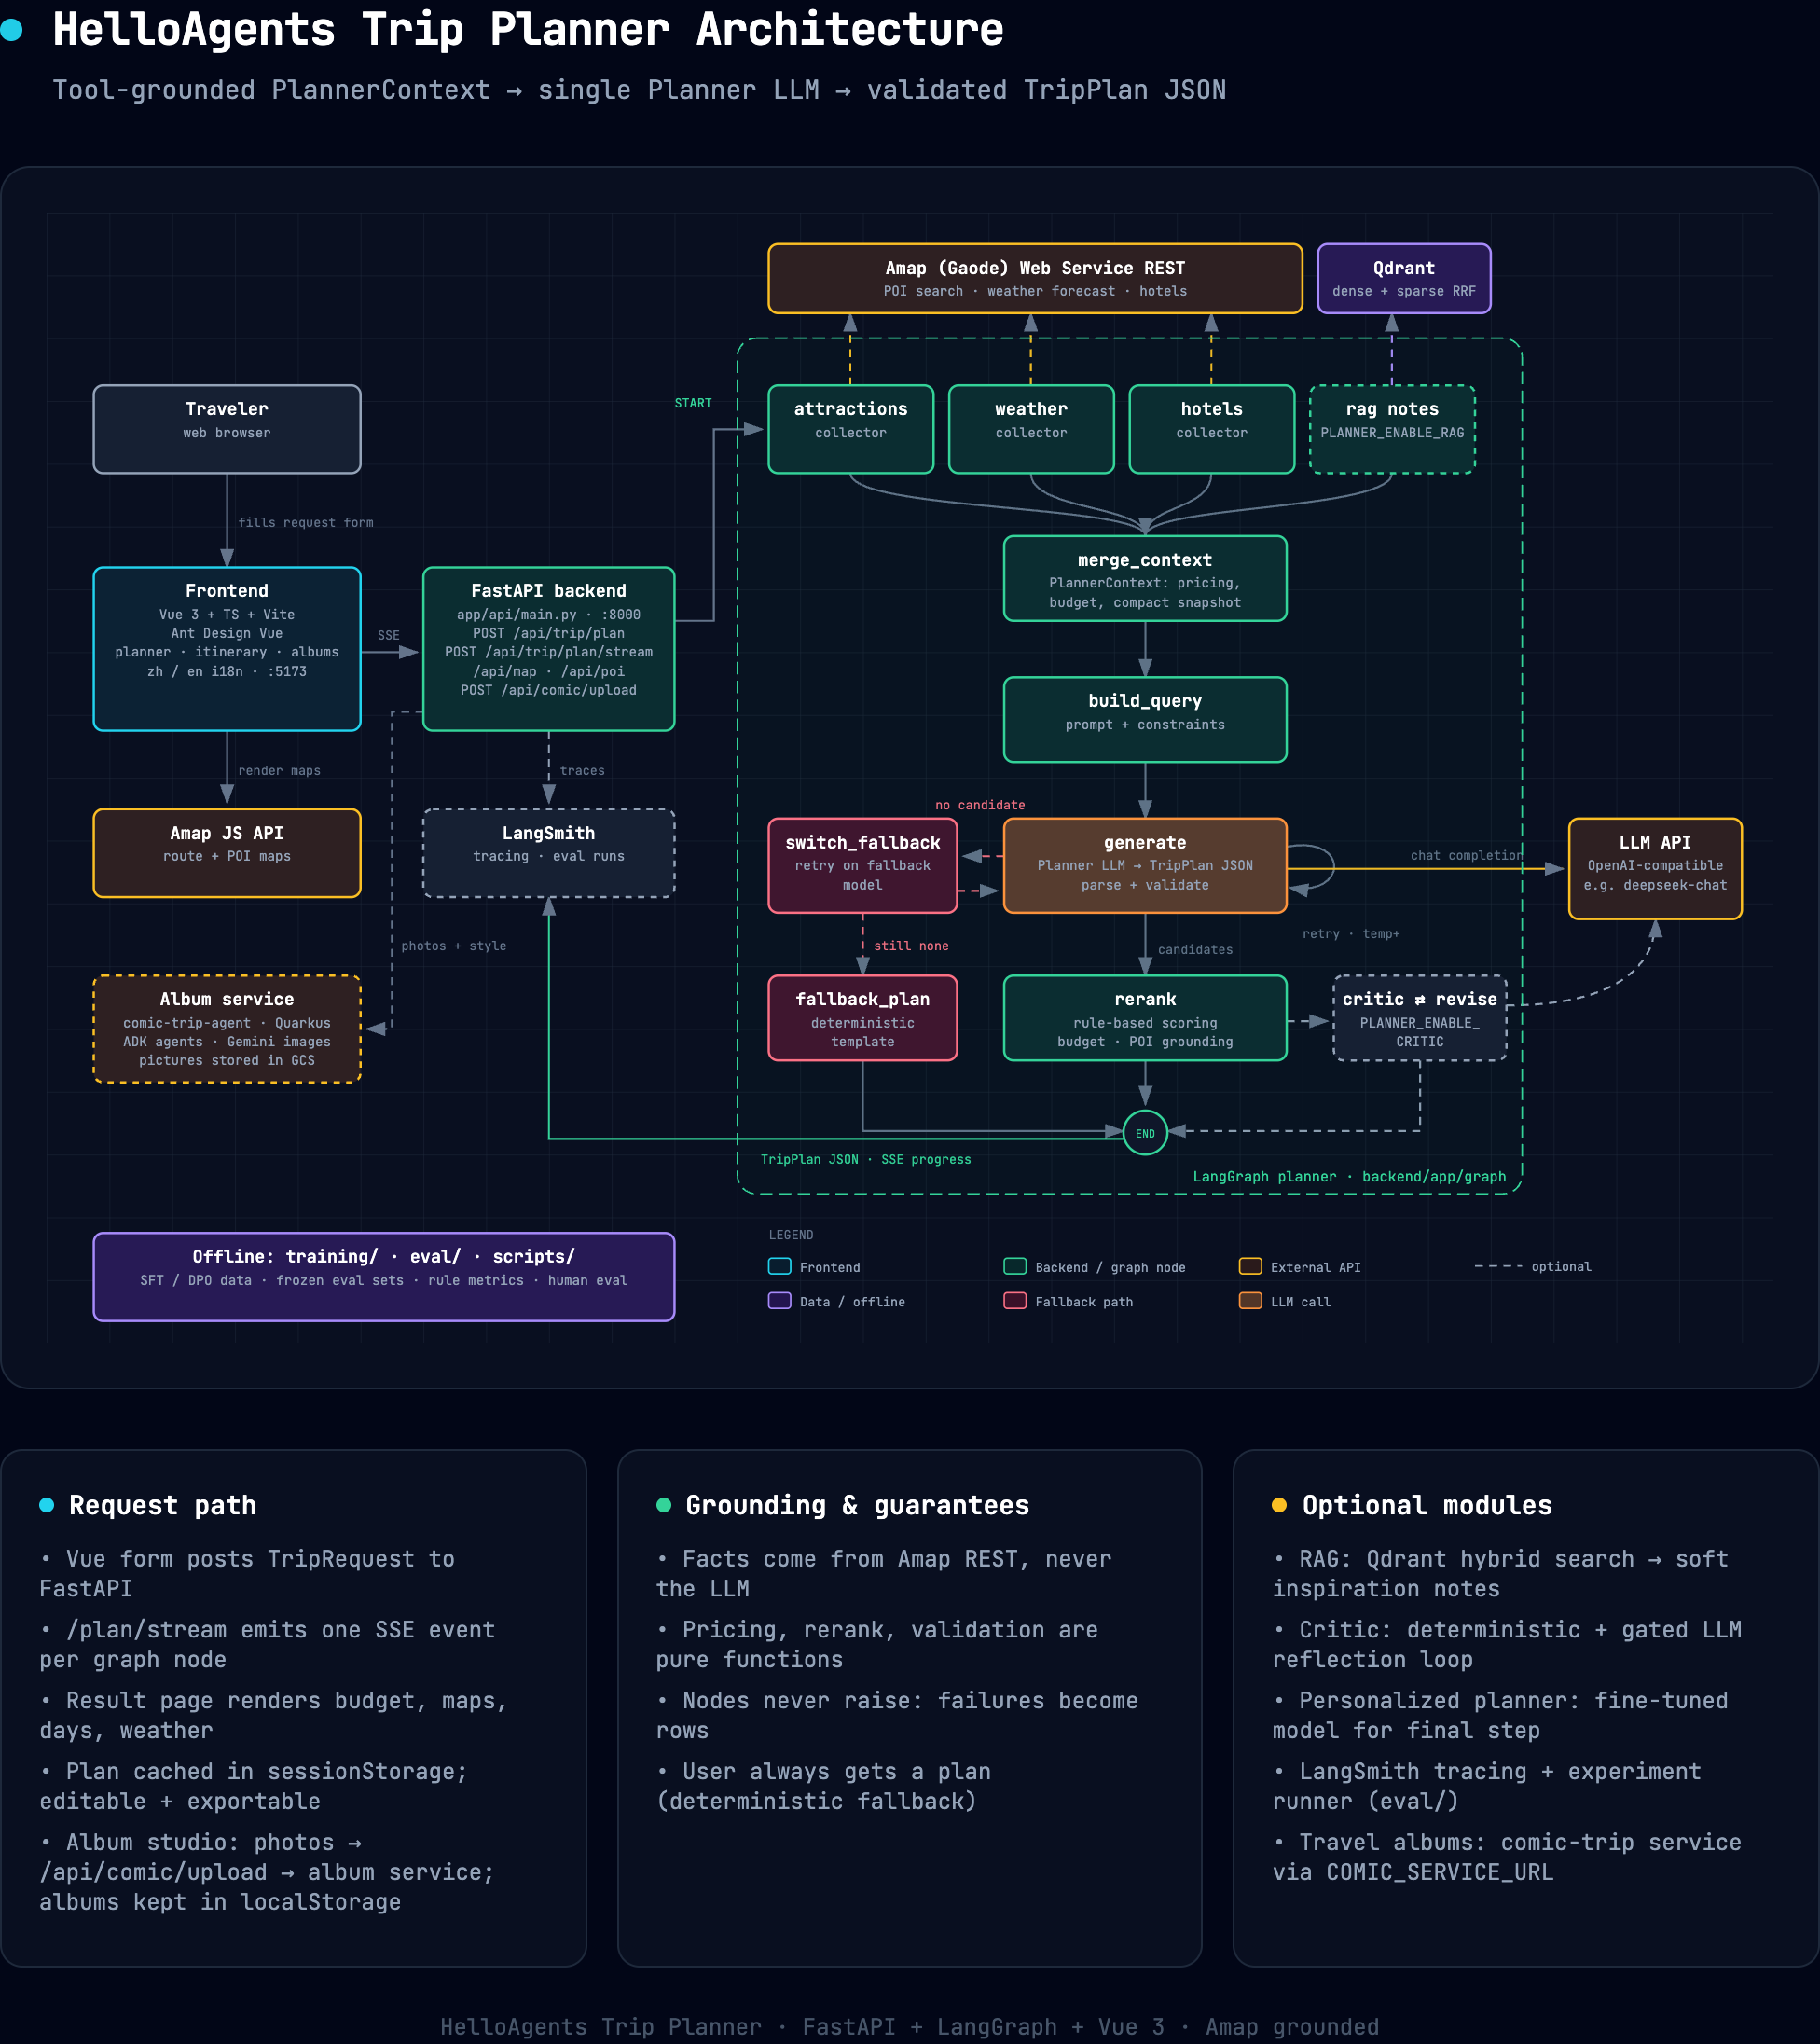 HelloAgents Trip Planner Architecture
Tool-grounded PlannerContext → single Planner LLM → validated TripPlan JSON
Amap (Gaode) Web Service REST
POI search · weather forecast · hotels
Qdrant
dense + sparse RRF
START
Traveler
web browser
attractions
collector
weather
collector
hotels
collector
rag notes
PLANNER_ENABLE_RAG
fills request form
Frontend
Vue 3 + TS + Vite
Ant Design Vue
planner · itinerary · albums
zh / en i18n · :5173
SSE
FastAPI backend
app/api/main.py · :8000
POST /api/trip/plan
POST /api/trip/plan/stream
/api/map · /api/poi
POST /api/comic/upload
merge_context
PlannerContext: pricing,
budget, compact snapshot
build_query
prompt + constraints
render maps
traces
Amap JS API
route + POI maps
LangSmith
tracing · eval runs
no candidate
switch_fallback
retry on fallback
model
generate
Planner LLM → TripPlan JSON
parse + validate
chat completion
LLM API
OpenAI-compatible
e.g. deepseek-chat
photos + style
still none
candidates
retry · temp+
Album service
comic-trip-agent · Quarkus
ADK agents · Gemini images
pictures stored in GCS
fallback_plan
deterministic
template
rerank
rule-based scoring
budget · POI grounding
critic ⇄ revise
PLANNER_ENABLE_
CRITIC
END
TripPlan JSON · SSE progress
LangGraph planner · backend/app/graph
Offline: training/ · eval/ · scripts/
SFT / DPO data · frozen eval sets · rule metrics · human eval
LEGEND
Frontend
Backend / graph node
External API
optional
Data / offline
Fallback path
LLM call
Request path
• Vue form posts TripRequest to
FastAPI
• /plan/stream emits one SSE event
per graph node
• Result page renders budget, maps,
days, weather
• Plan cached in sessionStorage;
editable + exportable
• Album studio: photos →
/api/comic/upload → album service;
albums kept in localStorage
Grounding & guarantees
• Facts come from Amap REST, never
the LLM
• Pricing, rerank, validation are
pure functions
• Nodes never raise: failures become
rows
• User always gets a plan
(deterministic fallback)
Optional modules
• RAG: Qdrant hybrid search → soft
inspiration notes
• Critic: deterministic + gated LLM
reflection loop
• Personalized planner: fine-tuned
model for final step
• LangSmith tracing + experiment
runner (eval/)
• Travel albums: comic-trip service
via COMIC_SERVICE_URL
HelloAgents Trip Planner · FastAPI + LangGraph + Vue 3 · Amap grounded